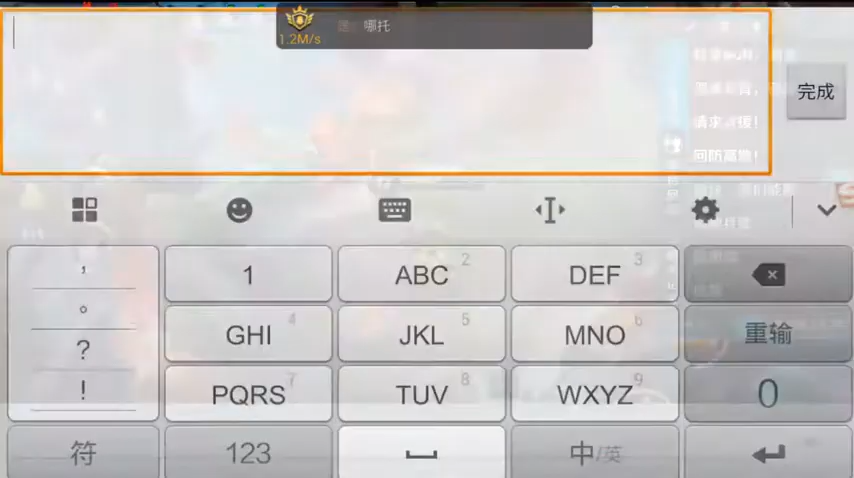 哪托
1.2M/s
完成
请求支援!
回防高地!
,
。
?
!
1
ABC 2
DEF 3
GHI 4
JKL 5
MNO 6
重输
PQRS 7
TUV 8
WXYZ 9
0
符
123
中/英